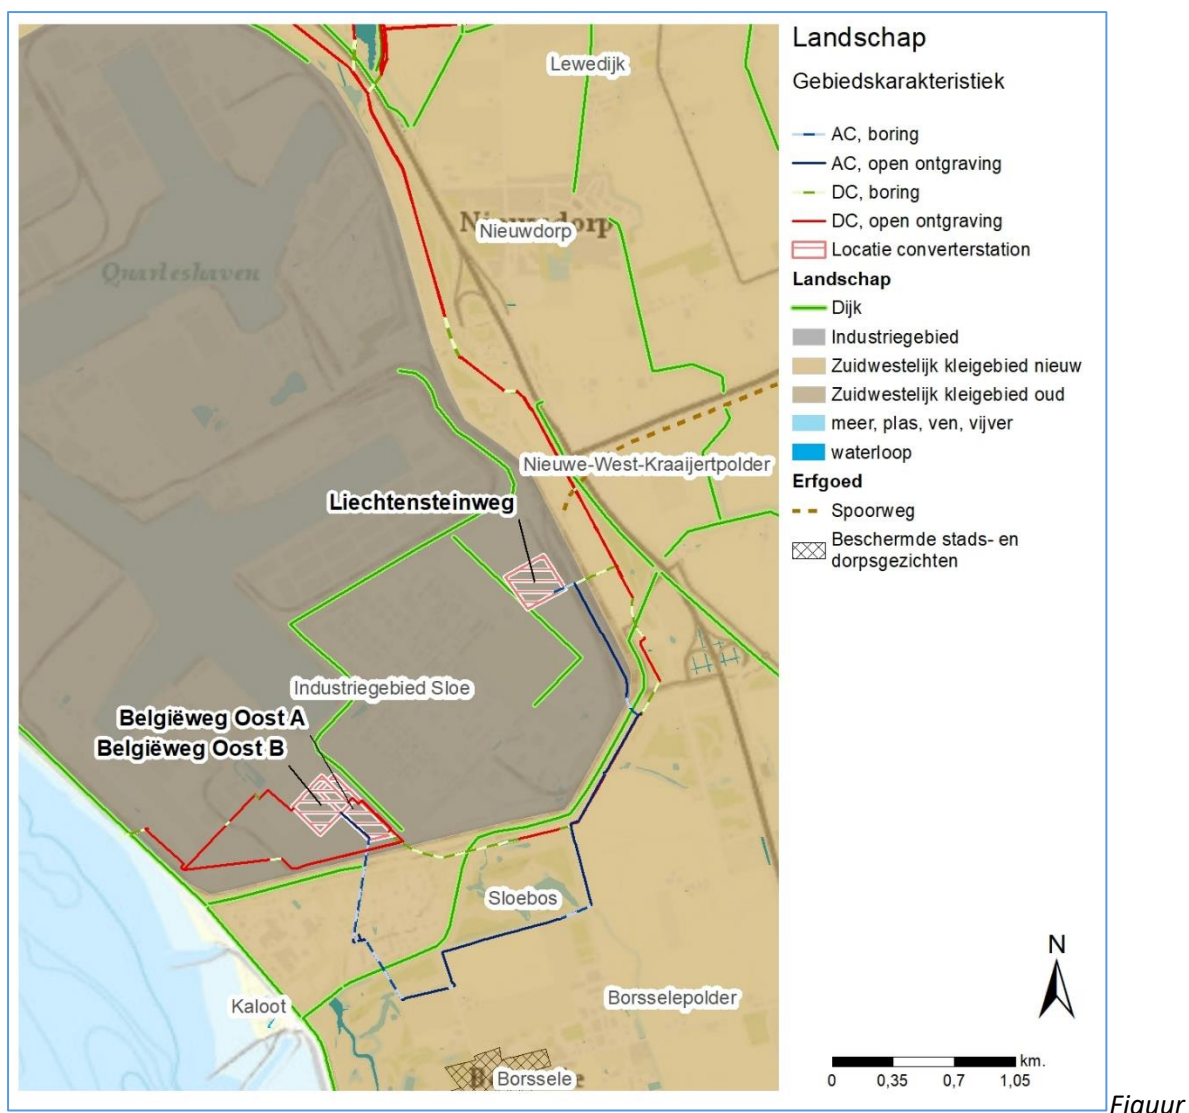 Landschap
Gebiedskarakteristiek
AC, boring
AC, open ontgraving
DC, boring
DC, open ontgraving
Locatie converterstation
Landschap
Dijk
Industriegebied
Zuidwestelijk kleigebied nieuw
Zuidwestelijk kleigebied oud
meer, plas, ven, vijver
waterloop
Erfgoed
Spoorweg
Beschermde stads- en
dorpsgezichten
Lewedijk
Nieuwdorp
Quarleshaven
Nieuwe-West-Kraaijertpolder
Liechtensteinweg
Industriegebied Sloe
Belgiëweg Oost A
Belgiëweg Oost B
Sloebos
Kaloot
Borsselepolder
Borssele
N
km.
0 0,35 0,7 1,05
Figuur